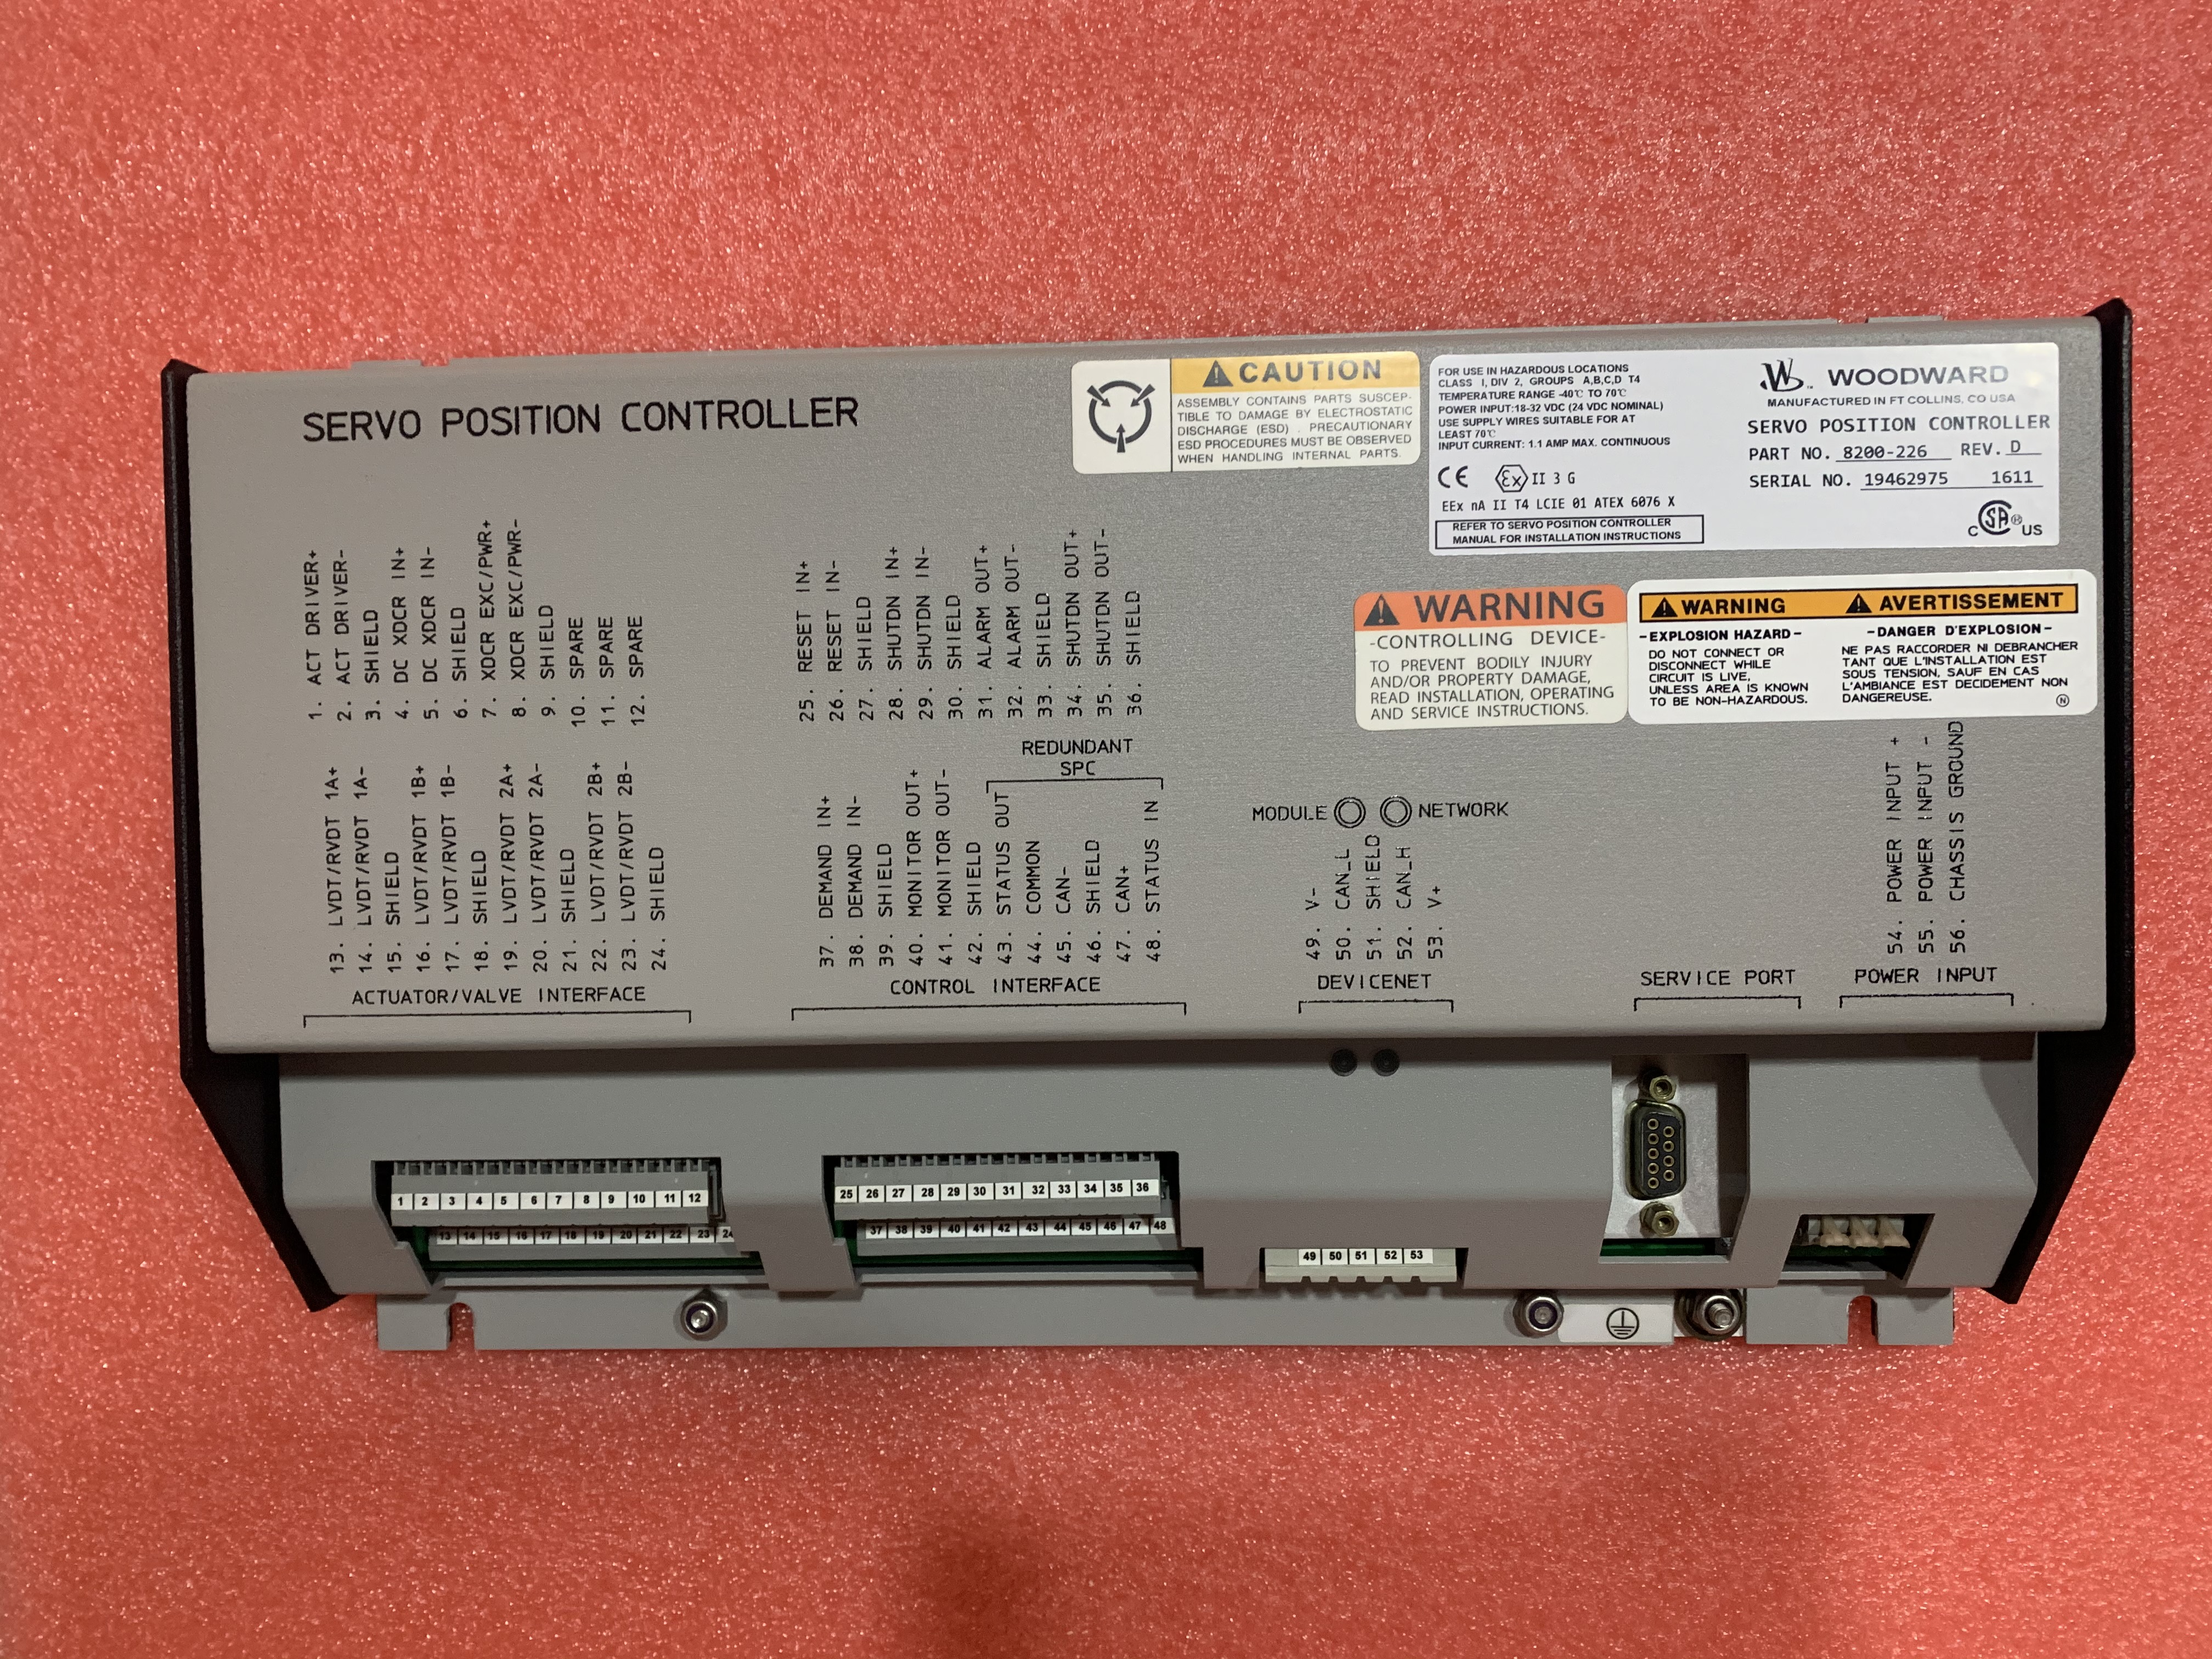 SERVO POSITION CONTROLLER
CAUTION
ASSEMBLY CONTAINS PARTS SUSCEP-
TIBLE TO DAMAGE BY ELECTROSTATIC
DISCHARGE (ESD) . PRECAUTIONARY
ESD PROCEDURES MUST BE OBSERVED
WHEN HANDLING INTERNAL PARTS.
FOR USE IN HAZARDOUS LOCATIONS
CLASS I, DIV 2, GROUPS A,B,C,D T4
TEMPERATURE RANGE -40℃ TO 70℃
POWER INPUT:18-32 VDC (24 VDC NOMINAL)
USE SUPPLY WIRES SUITABLE FOR AT
LEAST 70℃
INPUT CURRENT: 1.1 AMP MAX. CONTINUOUS
CE Ex II 3 G
EEx nA II T4 LCIE 01 ATEX 6076 X
REFER TO SERVO POSITION CONTROLLER
MANUAL FOR INSTALLATION INSTRUCTIONS
W™ WOODWARD
MANUFACTURED IN FT COLLINS, CO USA
SERVO POSITION CONTROLLER
PART NO. 8200-226 REV. D
SERIAL NO. 19462975 1611
C SA® US
WARNING
-CONTROLLING DEVICE-
TO PREVENT BODILY INJURY
AND/OR PROPERTY DAMAGE,
READ INSTALLATION, OPERATING
AND SERVICE INSTRUCTIONS.
WARNING
-EXPLOSION HAZARD-
DO NOT CONNECT OR
DISCONNECT WHILE
CIRCUIT IS LIVE,
UNLESS AREA IS KNOWN
TO BE NON-HAZARDOUS.
AVERTISSEMENT
-DANGER D'EXPLOSION-
NE PAS RACCORDER NI DEBRANCHER
TANT QUE L'INSTALLATION EST
SOUS TENSION, SAUF EN CAS
L'AMBIANCE EST DECIDEMENT NON
DANGEREUSE.
N
1. ACT DRIVER+
2. ACT DRIVER-
3. SHIELD
4. DC XDCR IN+
5. DC XDCR IN-
6. SHIELD
7. XDCR EXC/PWR+
8. XDCR EXC/PWR-
9. SHIELD
10. SPARE
11. SPARE
12. SPARE
13. LVDT/RVDT 1A+
14. LVDT/RVDT 1A-
15. SHIELD
16. LVDT/RVDT 1B+
17. LVDT/RVDT 1B-
18. SHIELD
19. LVDT/RVDT 2A+
20. LVDT/RVDT 2A-
21. SHIELD
22. LVDT/RVDT 2B+
23. LVDT/RVDT 2B-
24. SHIELD
ACTUATOR/VALVE INTERFACE
25. RESET IN+
26. RESET IN-
27. SHIELD
28. SHUTDN IN+
29. SHUTDN IN-
30. SHIELD
31. ALARM OUT+
32. ALARM OUT-
33. SHIELD
34. SHUTDN OUT+
35. SHUTDN OUT-
36. SHIELD
REDUNDANT
SPC
37. DEMAND IN+
38. DEMAND IN-
39. SHIELD
40. MONITOR OUT+
41. MONITOR OUT-
42. SHIELD
43. STATUS OUT
44. COMMON
45. CAN-
46. SHIELD
47. CAN+
48. STATUS IN
CONTROL INTERFACE
MODULE NETWORK
49. V-
50. CAN_L
51. SHIELD
52. CAN_H
53. V+
DEVICENET
SERVICE PORT
54. POWER INPUT +
55. POWER INPUT -
56. CHASSIS GROUND
POWER INPUT
1 2 3 4 5 6 7 8 9 10 11 12
13 14 15 16 17 18 19 20 21 22 23 24
25 26 27 28 29 30 31 32 33 34 35 36
37 38 39 40 41 42 43 44 45 46 47 48
49 50 51 52 53